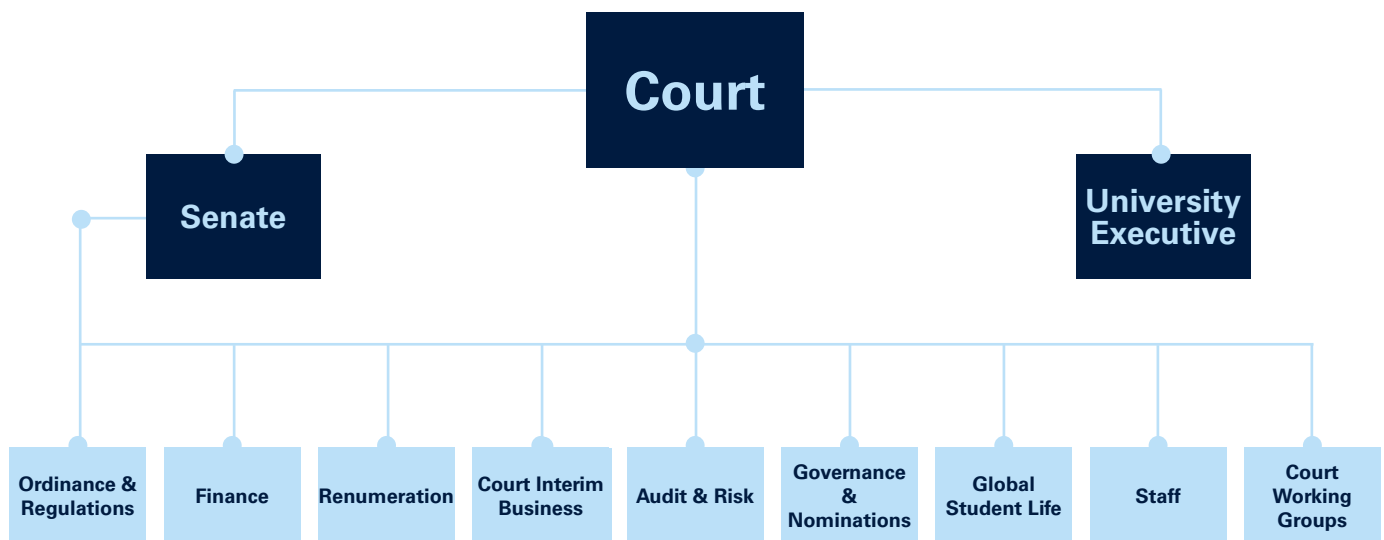 Court
Senate
University
Executive
Ordinance &
Regulations
Finance
Renumeration
Court Interim
Business
Audit & Risk
Governance
&
Nominations
Global
Student Life
Staff
Court
Working
Groups